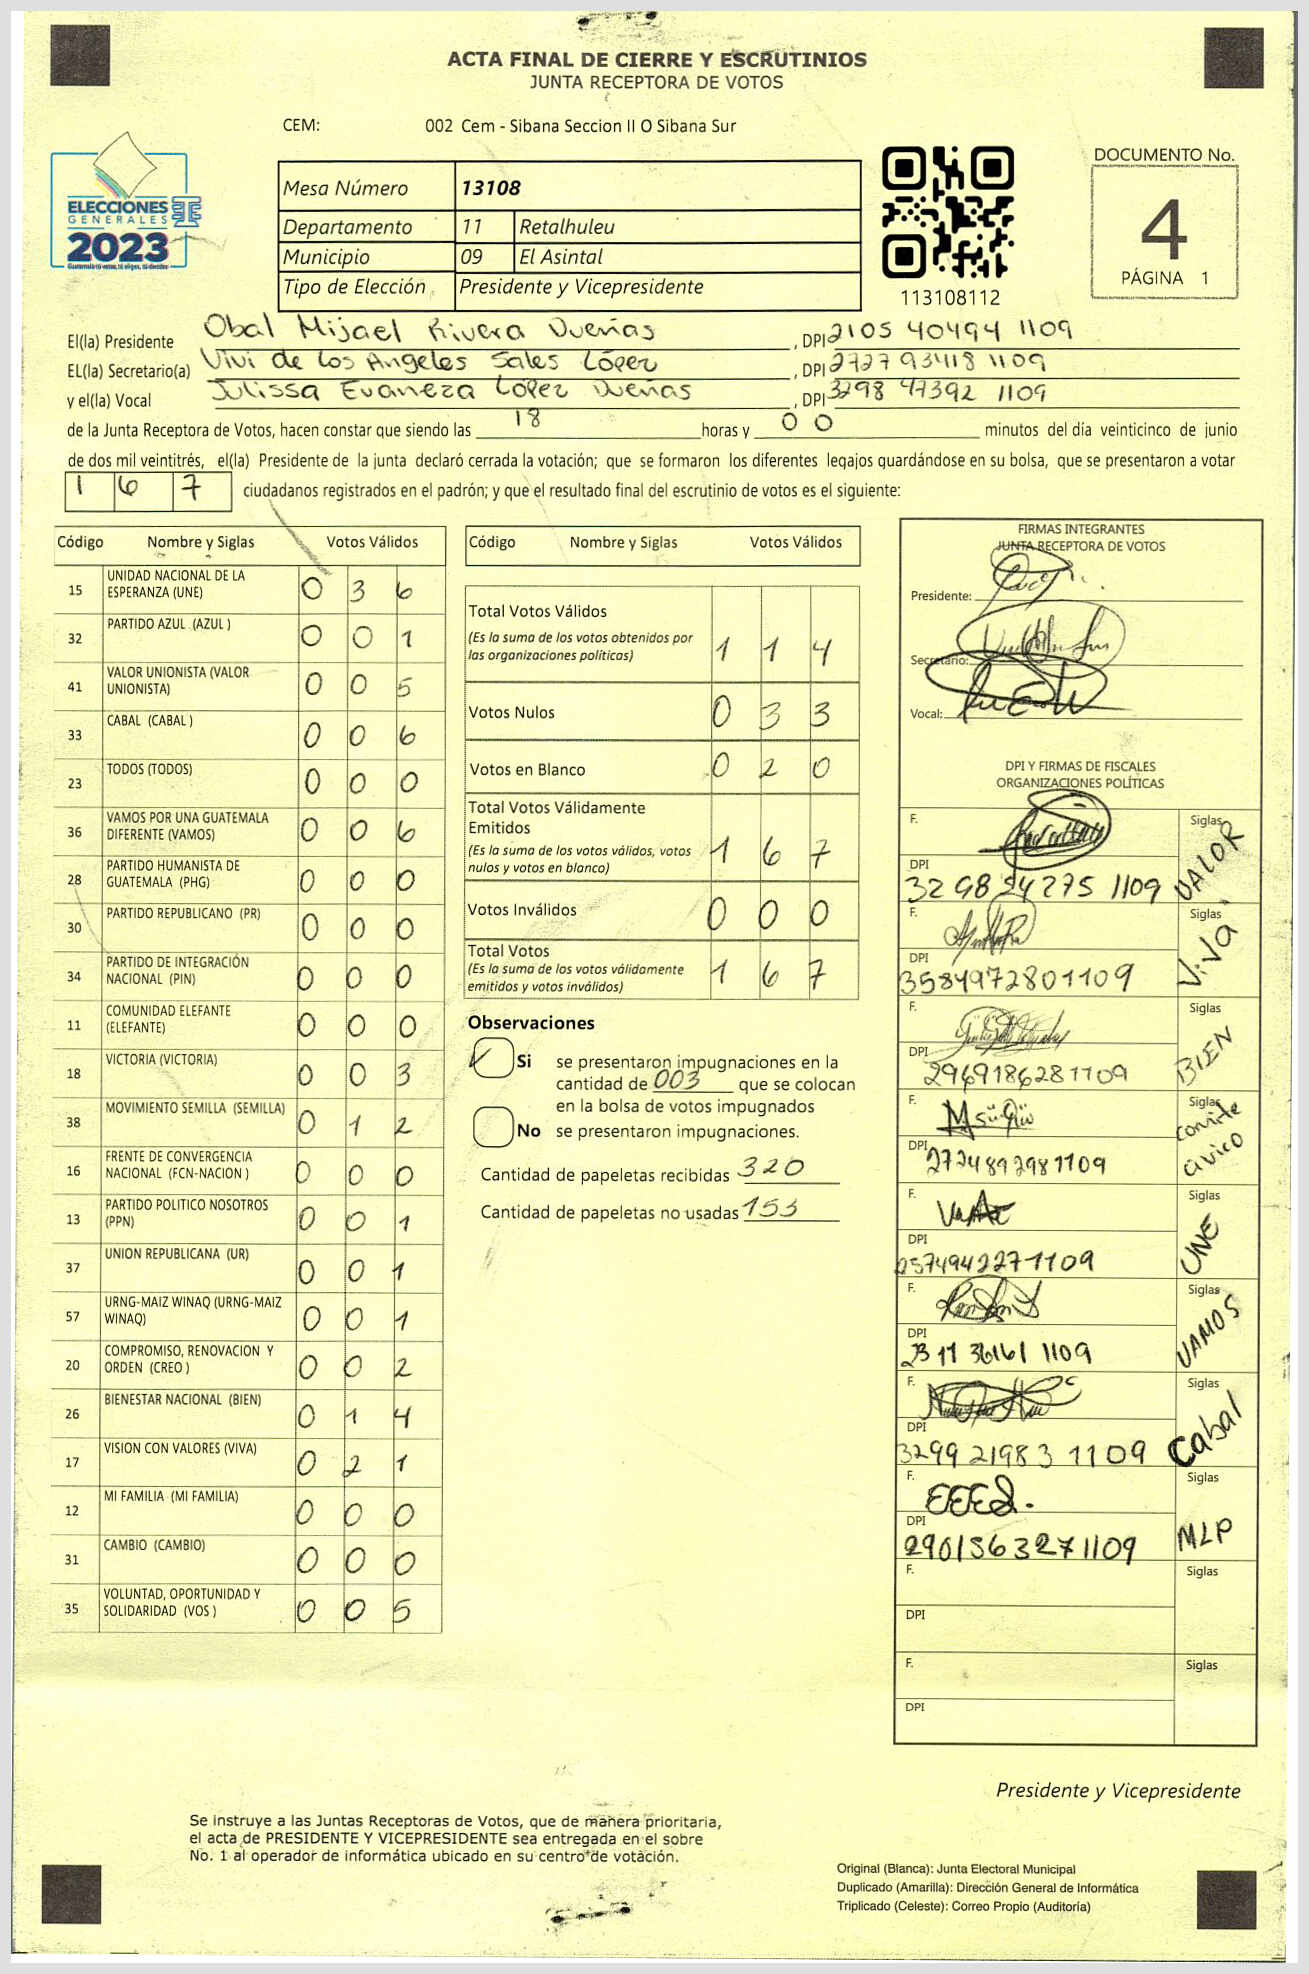 ACTA FINAL DE CIERRE Y ESCRUTINIOS
JUNTA RECEPTORA DE VOTOS
CEM: 002 Cem - Sibana Seccion II O Sibana Sur
ELECCIONES
GENERALES
2023
Mesa Número 13108
Departamento 11 Retalhuleu
Municipio 09 El Asintal
Tipo de Elección Presidente y Vicepresidente
113108112
DOCUMENTO No.
4
PÁGINA 1
El(la) Presidente Obal Mijael Rivera Dueñas, DPI 2105 40494 1109
EL(la) Secretario(a) Vivi de Los Angeles Sales López, DPI 2727 93418 1109
y el(la) Vocal Julissa Evaneza López Dueñas, DPI 3298 47392 1109
de la Junta Receptora de Votos, hacen constar que siendo las 18 horas y 00 minutos del día veinticinco de junio
de dos mil veintitrés, el(la) Presidente de la junta declaró cerrada la votación; que se formaron los diferentes legajos guardándose en su bolsa, que se presentaron a votar
1 6 7 ciudadanos registrados en el padrón; y que el resultado final del escrutinio de votos es el siguiente:
Código Nombre y Siglas Votos Válidos
15 UNIDAD NACIONAL DE LA ESPERANZA (UNE) 0 3 6
32 PARTIDO AZUL (AZUL ) 0 0 1
41 VALOR UNIONISTA (VALOR UNIONISTA) 0 0 5
33 CABAL (CABAL ) 0 0 6
23 TODOS (TODOS) 0 0 0
36 VAMOS POR UNA GUATEMALA DIFERENTE (VAMOS) 0 0 6
28 PARTIDO HUMANISTA DE GUATEMALA (PHG) 0 0 0
30 PARTIDO REPUBLICANO (PR) 0 0 0
34 PARTIDO DE INTEGRACIÓN NACIONAL (PIN) 0 0 0
11 COMUNIDAD ELEFANTE (ELEFANTE) 0 0 0
18 VICTORIA (VICTORIA) 0 0 3
38 MOVIMIENTO SEMILLA (SEMILLA) 0 1 2
16 FRENTE DE CONVERGENCIA NACIONAL (FCN-NACION ) 0 0 0
13 PARTIDO POLITICO NOSOTROS (PPN) 0 0 1
37 UNION REPUBLICANA (UR) 0 0 1
57 URNG-MAIZ WINAQ (URNG-MAIZ WINAQ) 0 0 1
20 COMPROMISO, RENOVACION Y ORDEN (CREO ) 0 0 2
26 BIENESTAR NACIONAL (BIEN) 0 1 4
17 VISION CON VALORES (VIVA) 0 2 1
12 MI FAMILIA (MI FAMILIA) 0 0 0
31 CAMBIO (CAMBIO) 0 0 0
35 VOLUNTAD, OPORTUNIDAD Y SOLIDARIDAD (VOS ) 0 0 5
Código Nombre y Siglas Votos Válidos
Total Votos Válidos 1 1 4
(Es la suma de los votos obtenidos por
las organizaciones políticas)
Votos Nulos 0 3 3
Votos en Blanco 0 2 0
Total Votos Válidamente
Emitidos 1 6 7
(Es la suma de los votos válidos, votos
nulos y votos en blanco)
Votos Inválidos 0 0 0
Total Votos 1 6 7
(Es la suma de los votos válidamente
emitidos y votos inválidos)
Observaciones
Si se presentaron impugnaciones en la
cantidad de 003 que se colocan
en la bolsa de votos impugnados
No se presentaron impugnaciones.
Cantidad de papeletas recibidas 320
Cantidad de papeletas no usadas 153
FIRMAS INTEGRANTES
JUNTA RECEPTORA DE VOTOS
Presidente:
Secretario:
Vocal:
DPI Y FIRMAS DE FISCALES
ORGANIZACIONES POLÍTICAS
F. Siglas VALOR
DPI 32 9824275 1109
F. Siglas ViVa
DPI 3584972801109
F. Siglas BIEN
DPI 2969186281109
F. Siglas comite civico
DPI 2724892981109
F. Siglas UNE
DPI 2574942271109
F. Siglas VAMOS
DPI 2311 36161 1109
F. Siglas Cabal
DPI 3299 21983 1109
F. Siglas MLP
DPI 2901563271109
F. Siglas
DPI
F. Siglas
DPI
Presidente y Vicepresidente
Se instruye a las Juntas Receptoras de Votos, que de manera prioritaria,
el acta de PRESIDENTE Y VICEPRESIDENTE sea entregada en el sobre
No. 1 al operador de informática ubicado en su centro de votación.
Original (Blanca): Junta Electoral Municipal
Duplicado (Amarilla): Dirección General de Informática
Triplicado (Celeste): Correo Propio (Auditoría)